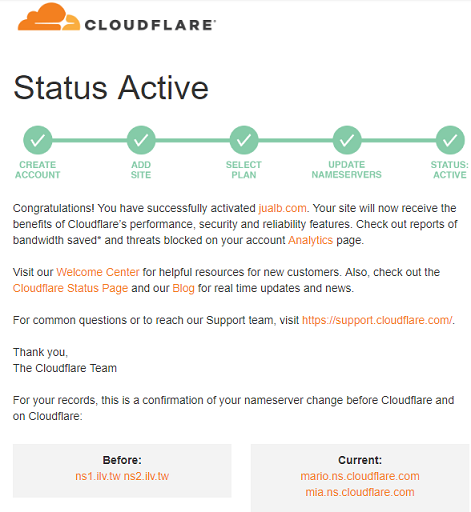 CLOUDFLARE
Status Active
CREATE ACCOUNT
ADD SITE
SELECT PLAN
UPDATE NAMESERVERS
STATUS: ACTIVE
Congratulations! You have successfully activated jualb.com. Your site will now receive the
benefits of Cloudflare's performance, security and reliability features. Check out reports of
bandwidth saved* and threats blocked on your account Analytics page.
Visit our Welcome Center for helpful resources for new customers. Also, check out the
Cloudflare Status Page and our Blog for real time updates and news.
For common questions or to reach our Support team, visit https://support.cloudflare.com/.
Thank you,
The Cloudflare Team
For your records, this is a confirmation of your nameserver change before Cloudflare and
on Cloudflare:
Before:
ns1.ilv.tw ns2.ilv.tw
Current:
mario.ns.cloudflare.com
mia.ns.cloudflare.com